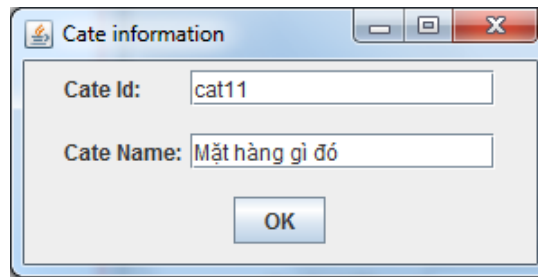 Cate information
Cate Id: cat11
Cate Name: Mặt hàng gì đó
OK